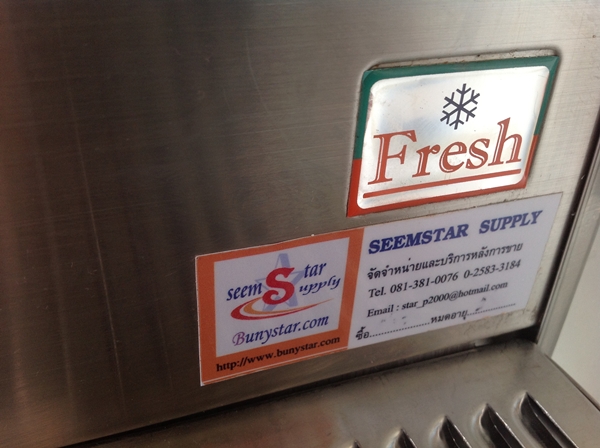 Fresh
SEEMSTAR SUPPLY
จัดจำหน่ายและบริการหลังการขาย
Tel. 081-381-0076 0-2583-3184
Email : star_p2000@hotmail.com
ซื้อ....................หมดอายุ....................
seem Star
Supply
Bunystar.com
http://www.bunystar.com